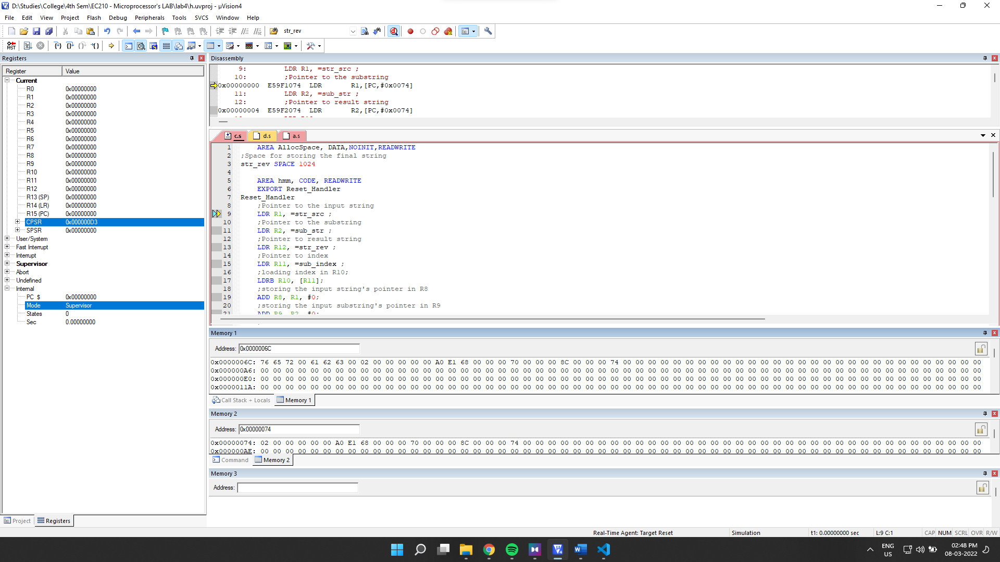 D:\Studies\College\4th Sem\EC210 - Microprocessor's LAB\lab4\h.uvproj - µVision4
File Edit View Project Flash Debug Peripherals Tools SVCS Window Help
str_rev
RST
Registers
Register Value
Current
R0 0x00000000
R1 0x00000000
R2 0x00000000
R3 0x00000000
R4 0x00000000
R5 0x00000000
R6 0x00000000
R7 0x00000000
R8 0x00000000
R9 0x00000000
R10 0x00000000
R11 0x00000000
R12 0x00000000
R13 (SP) 0x00000000
R14 (LR) 0x00000000
R15 (PC) 0x00000000
CPSR 0x000000D3
SPSR 0x00000000
User/System
Fast Interrupt
Interrupt
Supervisor
Abort
Undefined
Internal
PC $ 0x00000000
Mode Supervisor
States 0
Sec 0.00000000
Project Registers
Disassembly
9: LDR R1, =str_src ;
10: ;Pointer to the substring
0x00000000 E59F1074 LDR R1,[PC,#0x0074]
11: LDR R2, =sub_str ;
12: ;Pointer to result string
0x00000004 E59F2074 LDR R2,[PC,#0x0074]
c.s d.s a.s
1 AREA AllocSpace, DATA,NOINIT,READWRITE
2 ;Space for storing the final string
3 str_rev SPACE 1024
4
5 AREA hmm, CODE, READWRITE
6 EXPORT Reset_Handler
7 Reset_Handler
8 ;Pointer to the input string
9 LDR R1, =str_src ;
10 ;Pointer to the substring
11 LDR R2, =sub_str ;
12 ;Pointer to result string
13 LDR R12, =str_rev ;
14 ;Pointer to index
15 LDR R11, =sub_index ;
16 ;loading index in R10;
17 LDRB R10, [R11];
18 ;storing the input string's pointer in R8
19 ADD R8, R1, #0;
20 ;storing the input substring's pointer in R9
21 ADD R9, R2, #0;
Memory 1
Address: 0x0000006C
0x0000006C: 76 65 72 00 61 62 63 00 02 00 00 00 00 00 A0 E1 68 00 00 00 70 00 00 00 8C 00 00 00 74 00 00 00 00 00 00 00 00 00 00 00 00 00 00 00 00 00 00 00 00 00 00 00 00 00 00 00 00 00
0x000000A6: 00 00 00 00 00 00 00 00 00 00 00 00 00 00 00 00 00 00 00 00 00 00 00 00 00 00 00 00 00 00 00 00 00 00 00 00 00 00 00 00 00 00 00 00 00 00 00 00 00 00 00 00 00 00 00 00 00 00
0x000000E0: 00 00 00 00 00 00 00 00 00 00 00 00 00 00 00 00 00 00 00 00 00 00 00 00 00 00 00 00 00 00 00 00 00 00 00 00 00 00 00 00 00 00 00 00 00 00 00 00 00 00 00 00 00 00 00 00 00 00
0x0000011A: 00 00 00 00 00 00 00 00 00 00 00 00 00 00 00 00 00 00 00 00 00 00 00 00 00 00 00 00 00 00 00 00 00 00 00 00 00 00 00 00 00 00 00 00 00 00 00 00 00 00 00 00 00 00 00 00 00 00
Call Stack + Locals Memory 1
Memory 2
Address: 0x00000074
0x00000074: 02 00 00 00 00 00 A0 E1 68 00 00 00 70 00 00 00 8C 00 00 00 74 00 00 00 00 00 00 00 00 00 00 00 00 00 00 00 00 00 00 00 00 00 00 00 00 00 00 00 00 00 00 00 00 00 00 00 00 00
0x000000AE: 00 00 00 00 00 00 00 00 00 00 00 00 00 00 00 00 00 00 00 00 00 00 00 00 00 00 00 00 00 00 00 00 00 00 00 00 00 00 00 00 00 00 00 00 00 00 00 00 00 00 00 00 00 00 00 00 00 00
Command Memory 2
Memory 3
Address:
Real-Time Agent: Target Reset Simulation t1: 0.00000000 sec L:9 C:1 CAP NUM SCRL OVR R/W
ENG
US
02:48 PM
08-03-2022